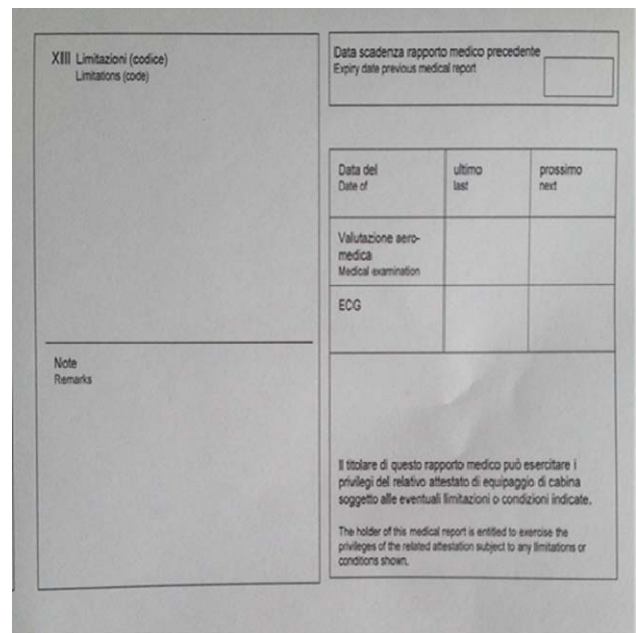 XIII Limitazioni (codice)
Limitations (code)
Note
Remarks
Data scadenza rapporto medico precedente
Expiry date previous medical report
Data del
Date of
ultimo
last
prossimo
next
Valutazione aero-
medica
Medical examination
ECG
Il titolare di questo rapporto medico può esercitare i
privilegi del relativo attestato di equipaggio di cabina
soggetto alle eventuali limitazioni o condizioni indicate.
The holder of this medical report is entitled to exercise the
privileges of the related attestation subject to any limitations or
conditions shown.